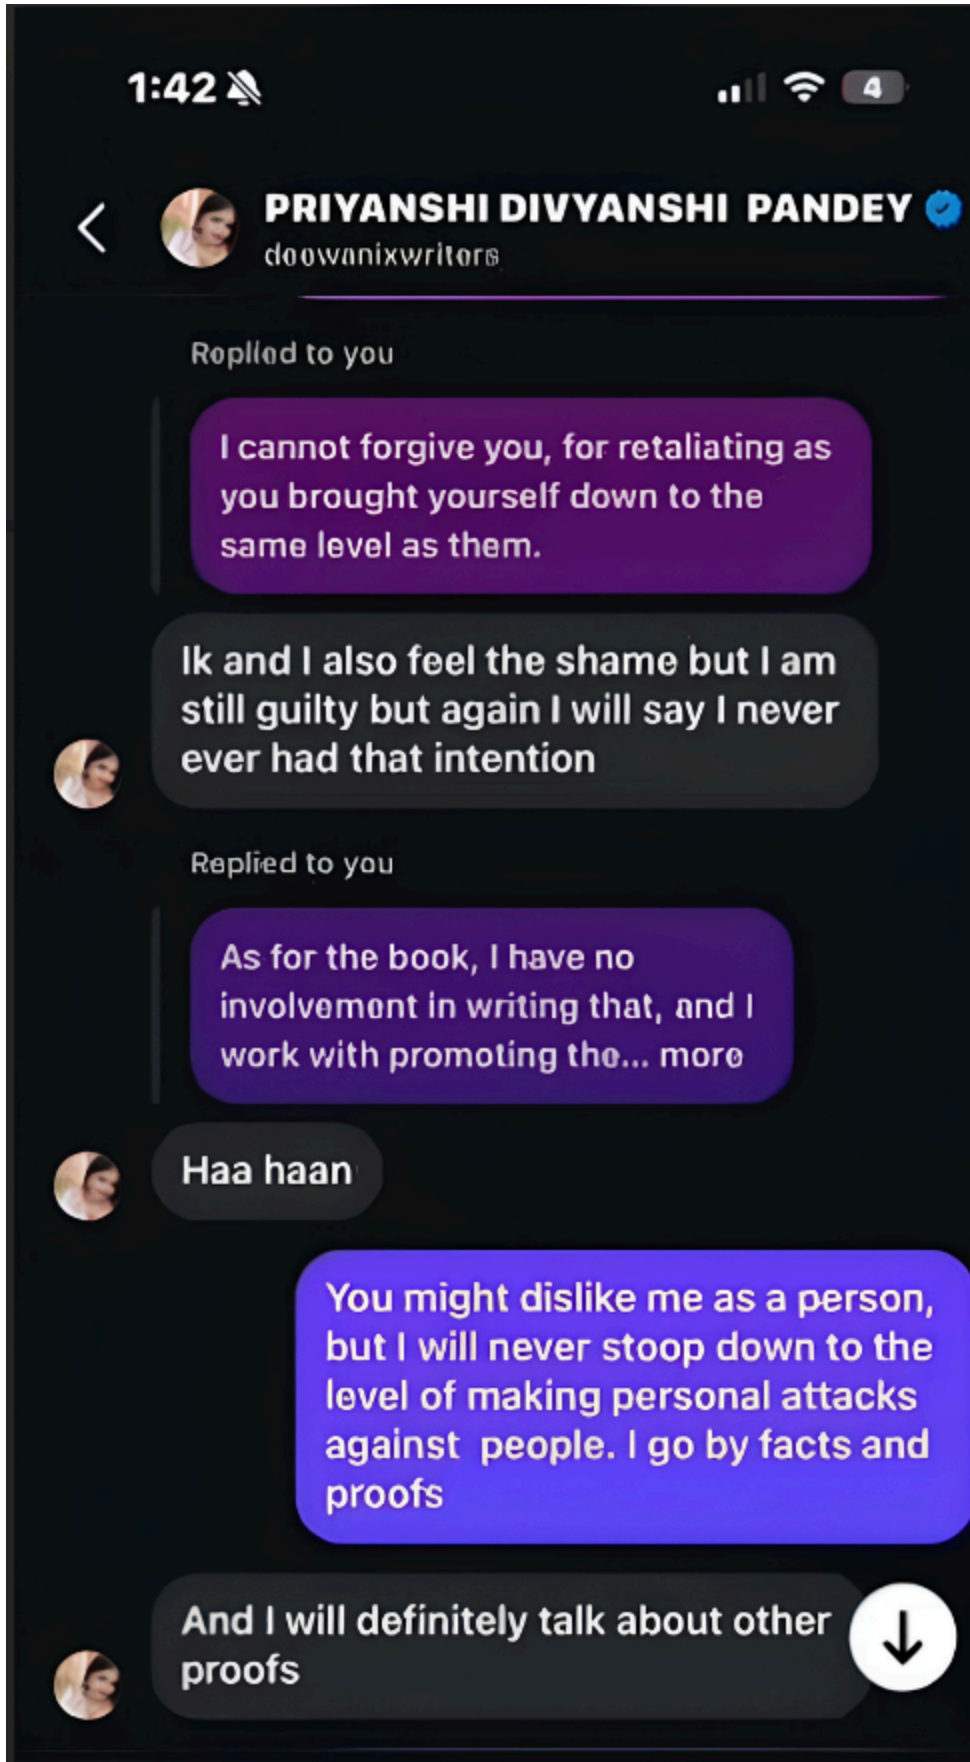 1:42
4
PRIYANSHI DIVYANSHI PANDEY
doowanixwriters
Replied to you
I cannot forgive you, for retaliating as
you brought yourself down to the
same level as them.
Ik and I also feel the shame but I am
still guilty but again I will say I never
ever had that intention
Replied to you
As for the book, I have no
involvement in writing that, and I
work with promoting the... more
Haa haan
You might dislike me as a person,
but I will never stoop down to the
level of making personal attacks
against people. I go by facts and
proofs
And I will definitely talk about other
proofs